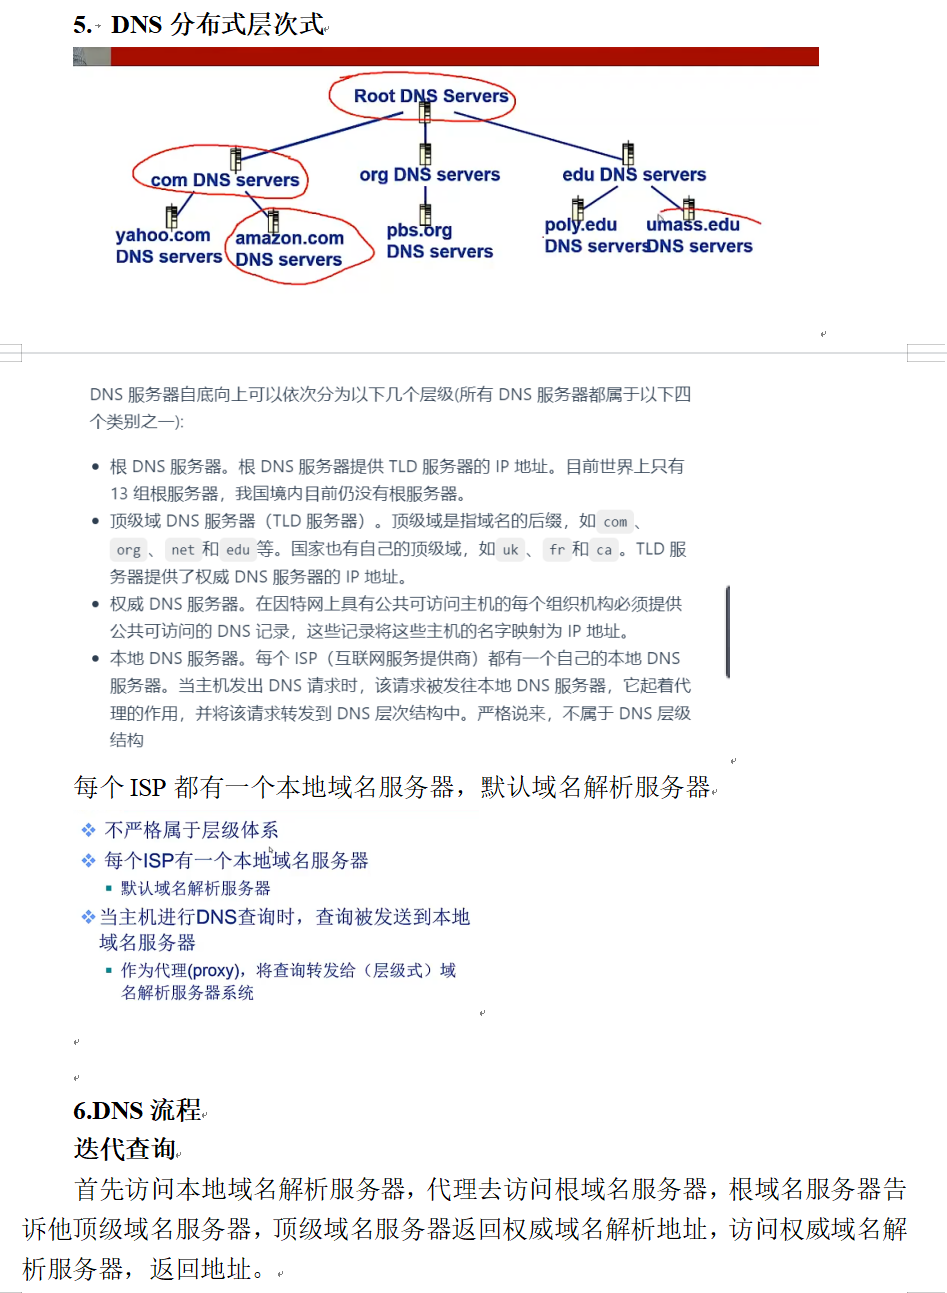 5. DNS 分布式层次式
Root DNS Servers
com DNS servers
org DNS servers
edu DNS servers
yahoo.com
DNS servers
amazon.com
DNS servers
pbs.org
DNS servers
poly.edu
DNS servers
umass.edu
DNS servers
DNS 服务器自底向上可以依次分为以下几个层级(所有 DNS 服务器都属于以下四
个类别之一):
• 根 DNS 服务器。根 DNS 服务器提供 TLD 服务器的 IP 地址。目前世界上只有
13 组根服务器，我国境内目前仍没有根服务器。
• 顶级域 DNS 服务器（TLD 服务器）。顶级域是指域名的后缀，如 com 、
org 、 net 和 edu 等。国家也有自己的顶级域，如 uk 、 fr 和 ca 。TLD 服
务器提供了权威 DNS 服务器的 IP 地址。
• 权威 DNS 服务器。在因特网上具有公共可访问主机的每个组织机构必须提供
公共可访问的 DNS 记录，这些记录将这些主机的名字映射为 IP 地址。
• 本地 DNS 服务器。每个 ISP（互联网服务提供商）都有一个自己的本地 DNS
服务器。当主机发出 DNS 请求时，该请求被发往本地 DNS 服务器，它起着代
理的作用，并将该请求转发到 DNS 层次结构中。严格说来，不属于 DNS 层级
结构
每个 ISP 都有一个本地域名服务器，默认域名解析服务器
❖ 不严格属于层级体系
❖ 每个ISP有一个本地域名服务器
▪ 默认域名解析服务器
❖ 当主机进行DNS查询时，查询被发送到本地
域名服务器
▪ 作为代理(proxy)，将查询转发给（层级式）域
名解析服务器系统
6.DNS 流程
迭代查询
首先访问本地域名解析服务器，代理去访问根域名服务器，根域名服务器告
诉他顶级域名服务器，顶级域名服务器返回权威域名解析地址，访问权威域名解
析服务器，返回地址。